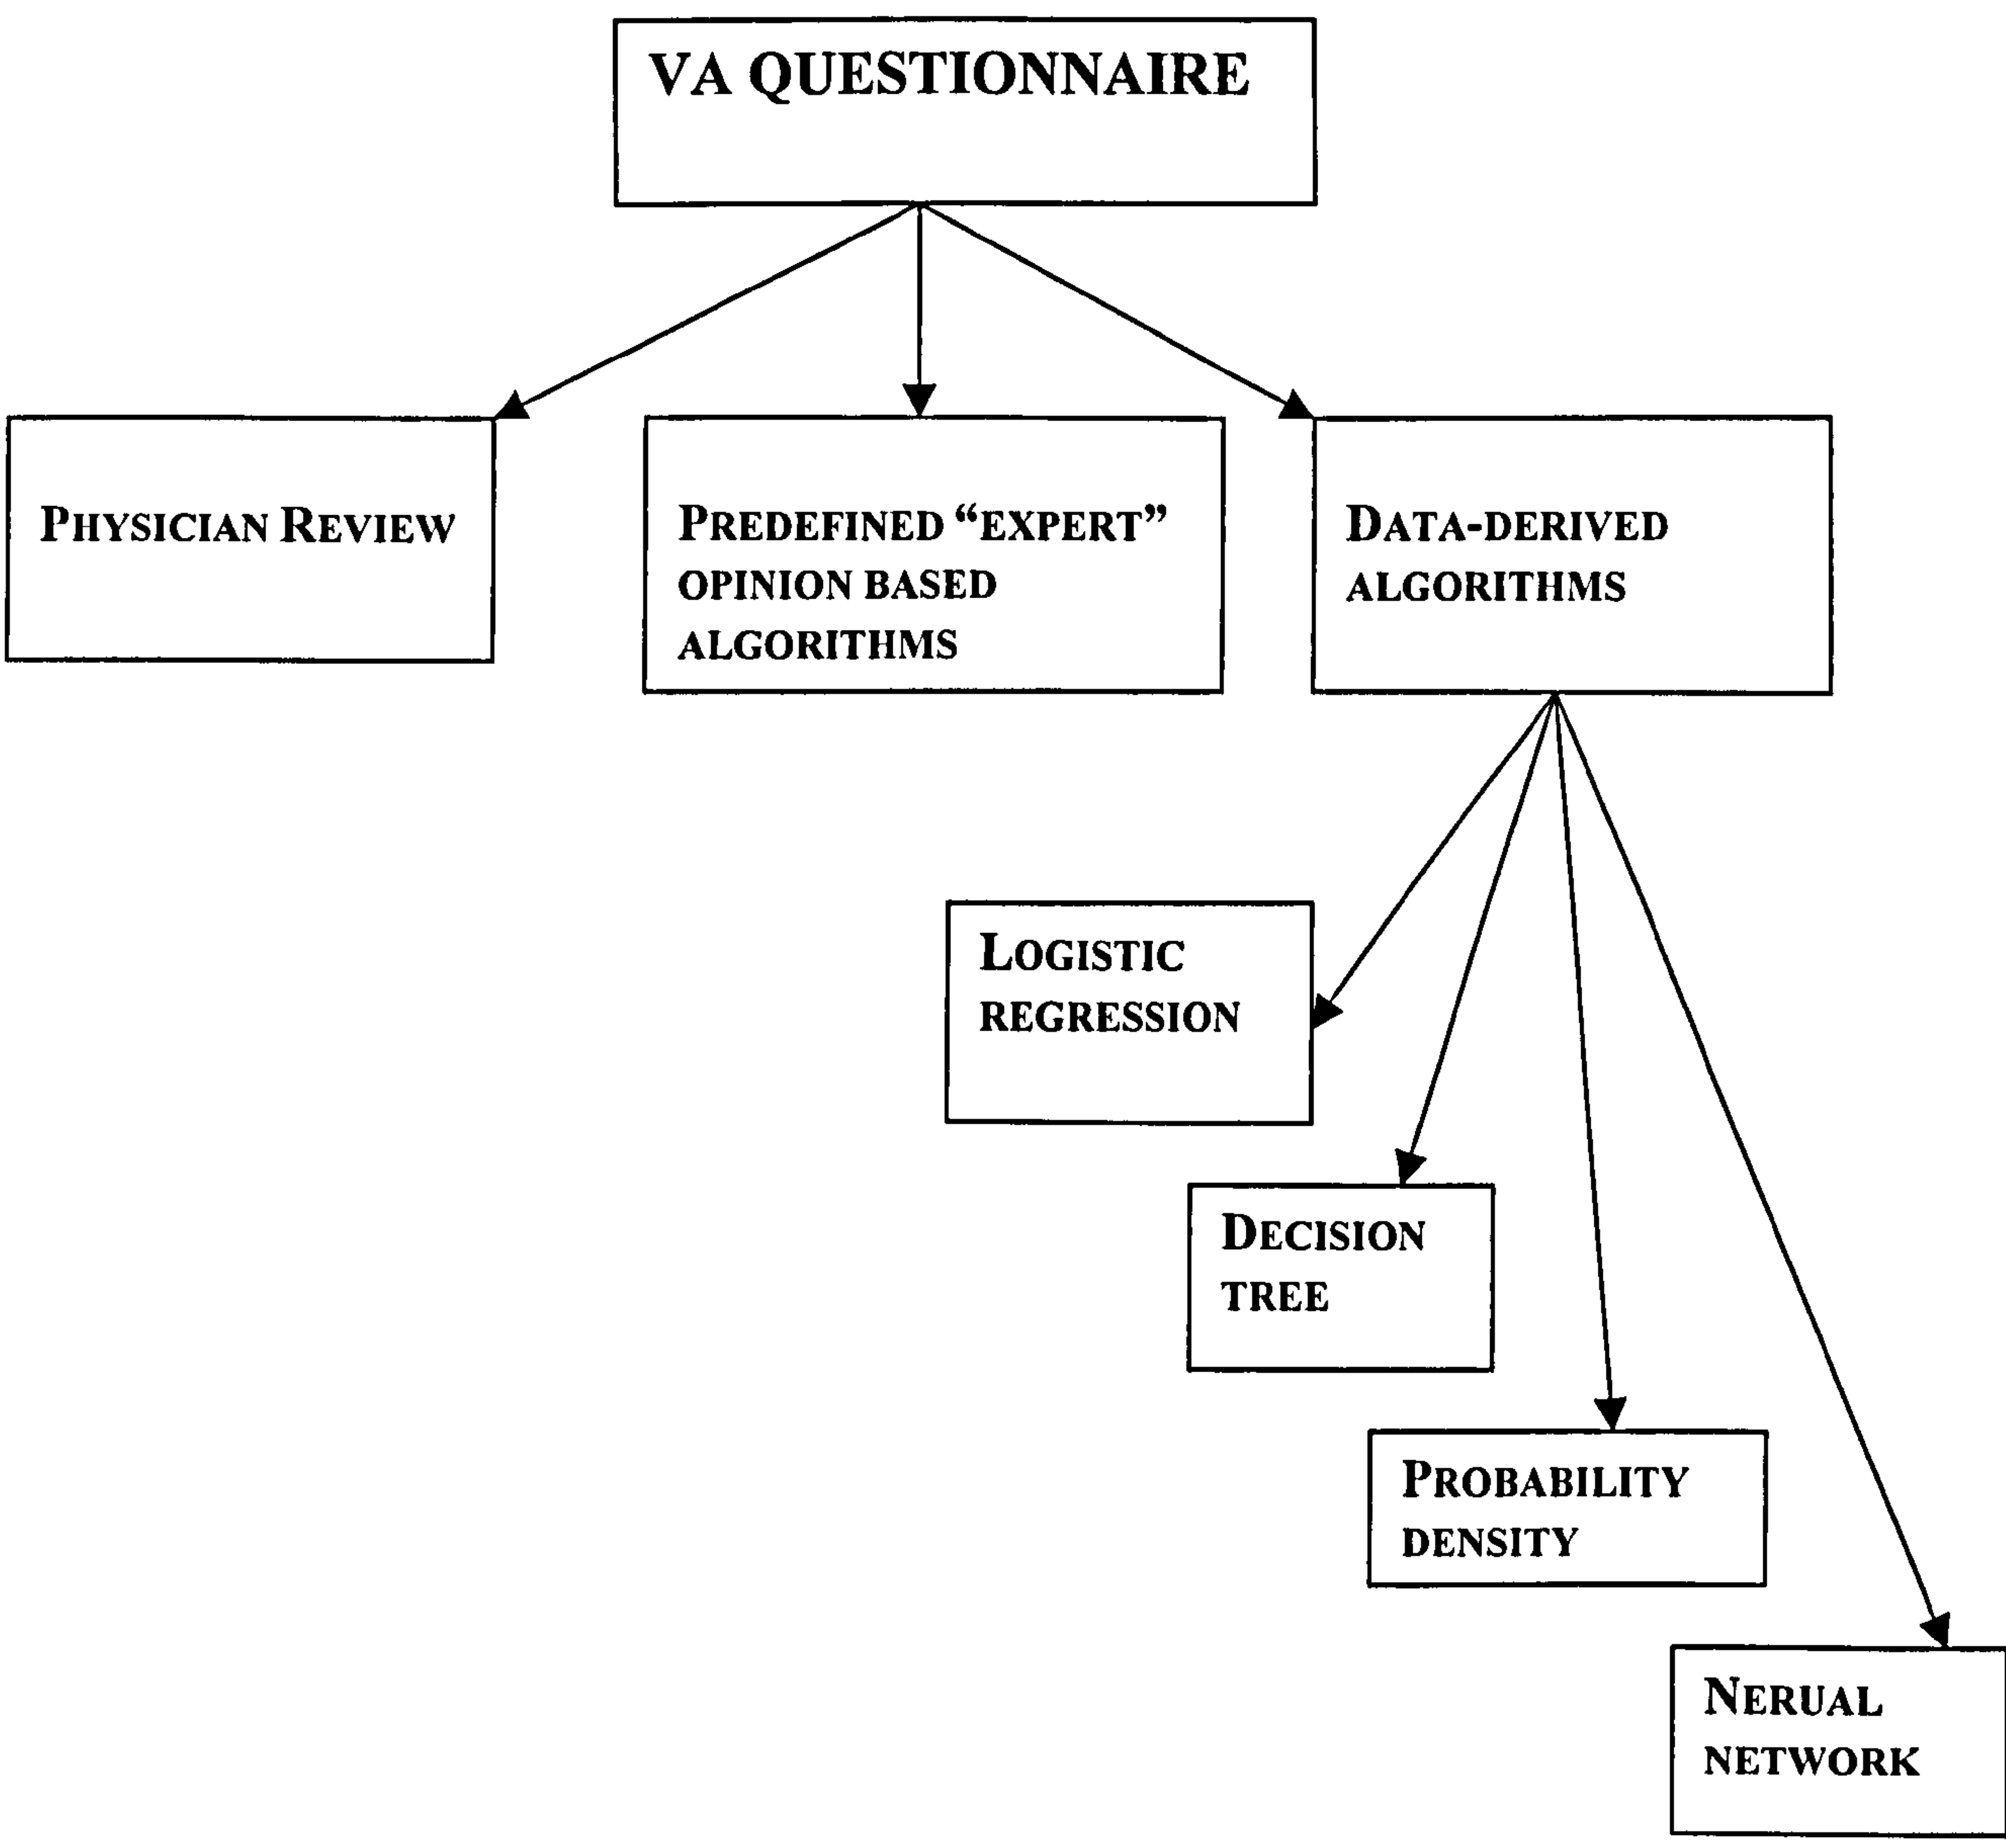 VA QUESTIONNAIRE
PHYSICIAN REVIEW
PREDEFINED “EXPERT”
OPINION BASED
ALGORITHMS
DATA-DERIVED
ALGORITHMS
LOGISTIC
REGRESSION
DECISION
TREE
PROBABILITY
DENSITY
NERUAL
NETWORK